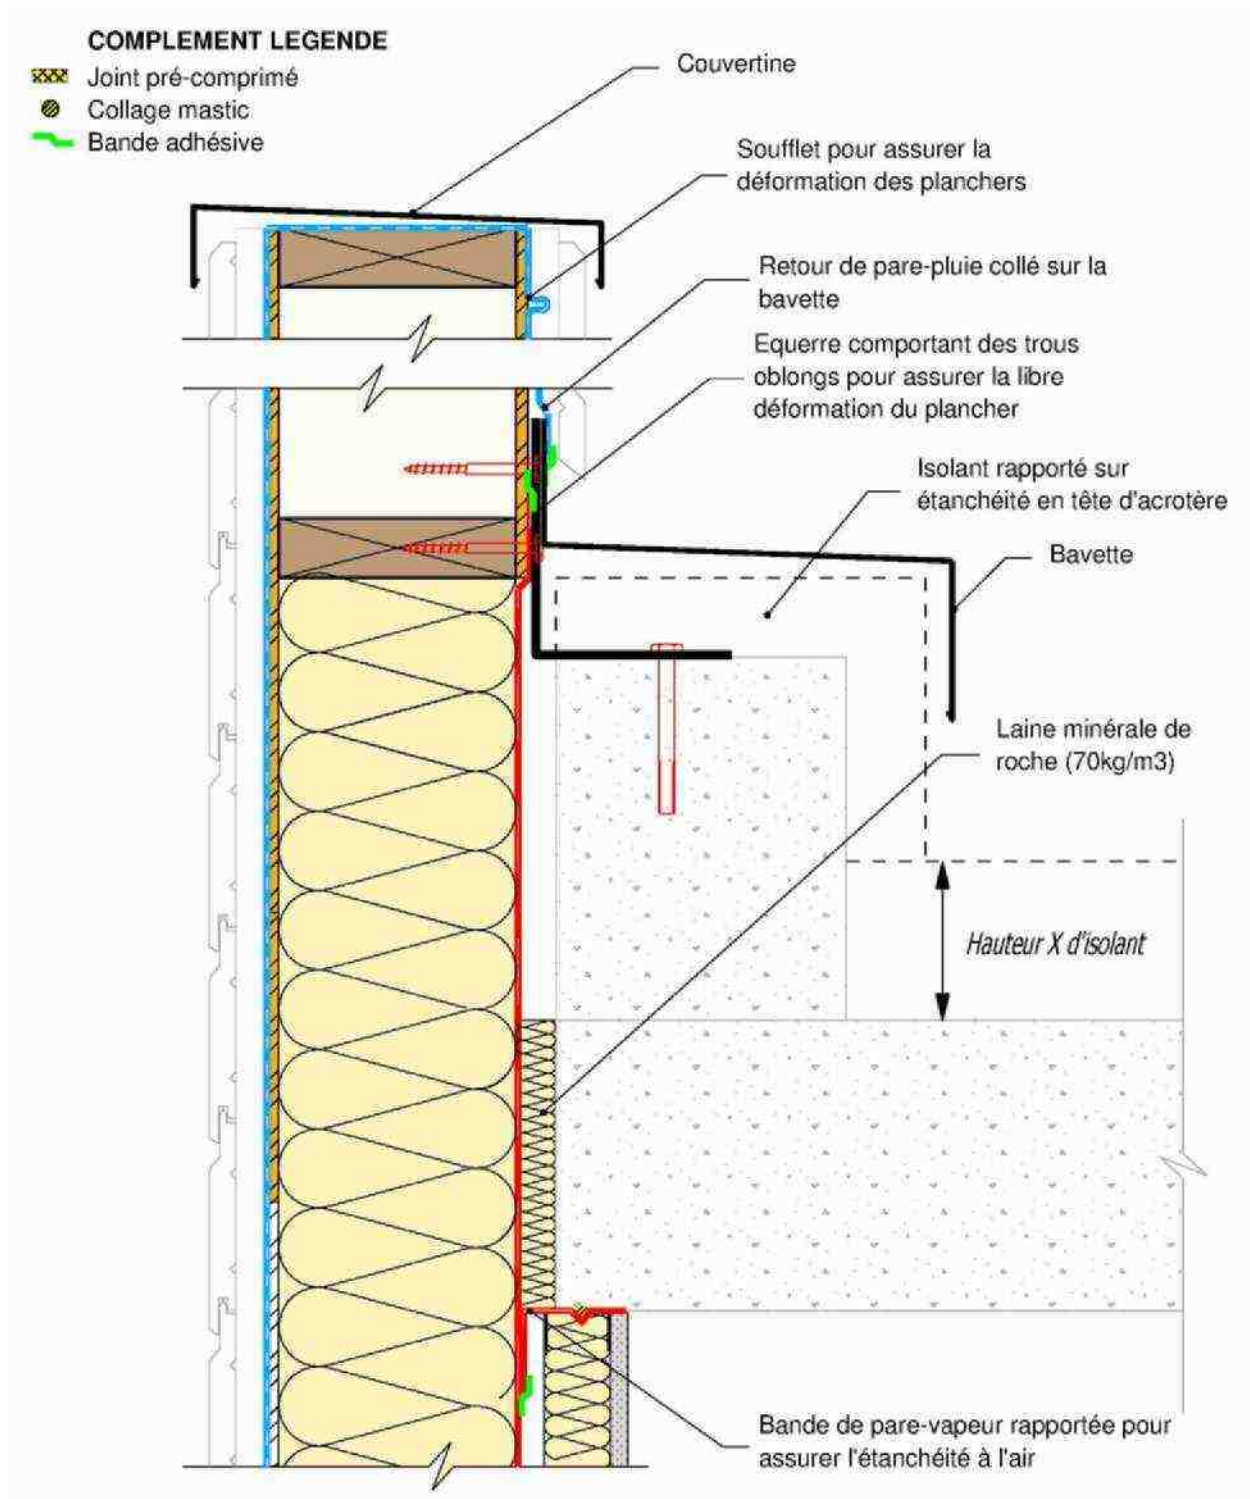 COMPLEMENT LEGENDE
Joint pré-comprimé
Collage mastic
Bande adhésive
Couvertine
Soufflet pour assurer la
déformation des planchers
Retour de pare-pluie collé sur la
bavette
Equerre comportant des trous
oblongs pour assurer la libre
déformation du plancher
Isolant rapporté sur
étanchéité en tête d'acrotère
Bavette
Laine minérale de
roche (70kg/m3)
Hauteur X d'isolant
Bande de pare-vapeur rapportée pour
assurer l'étanchéité à l'air